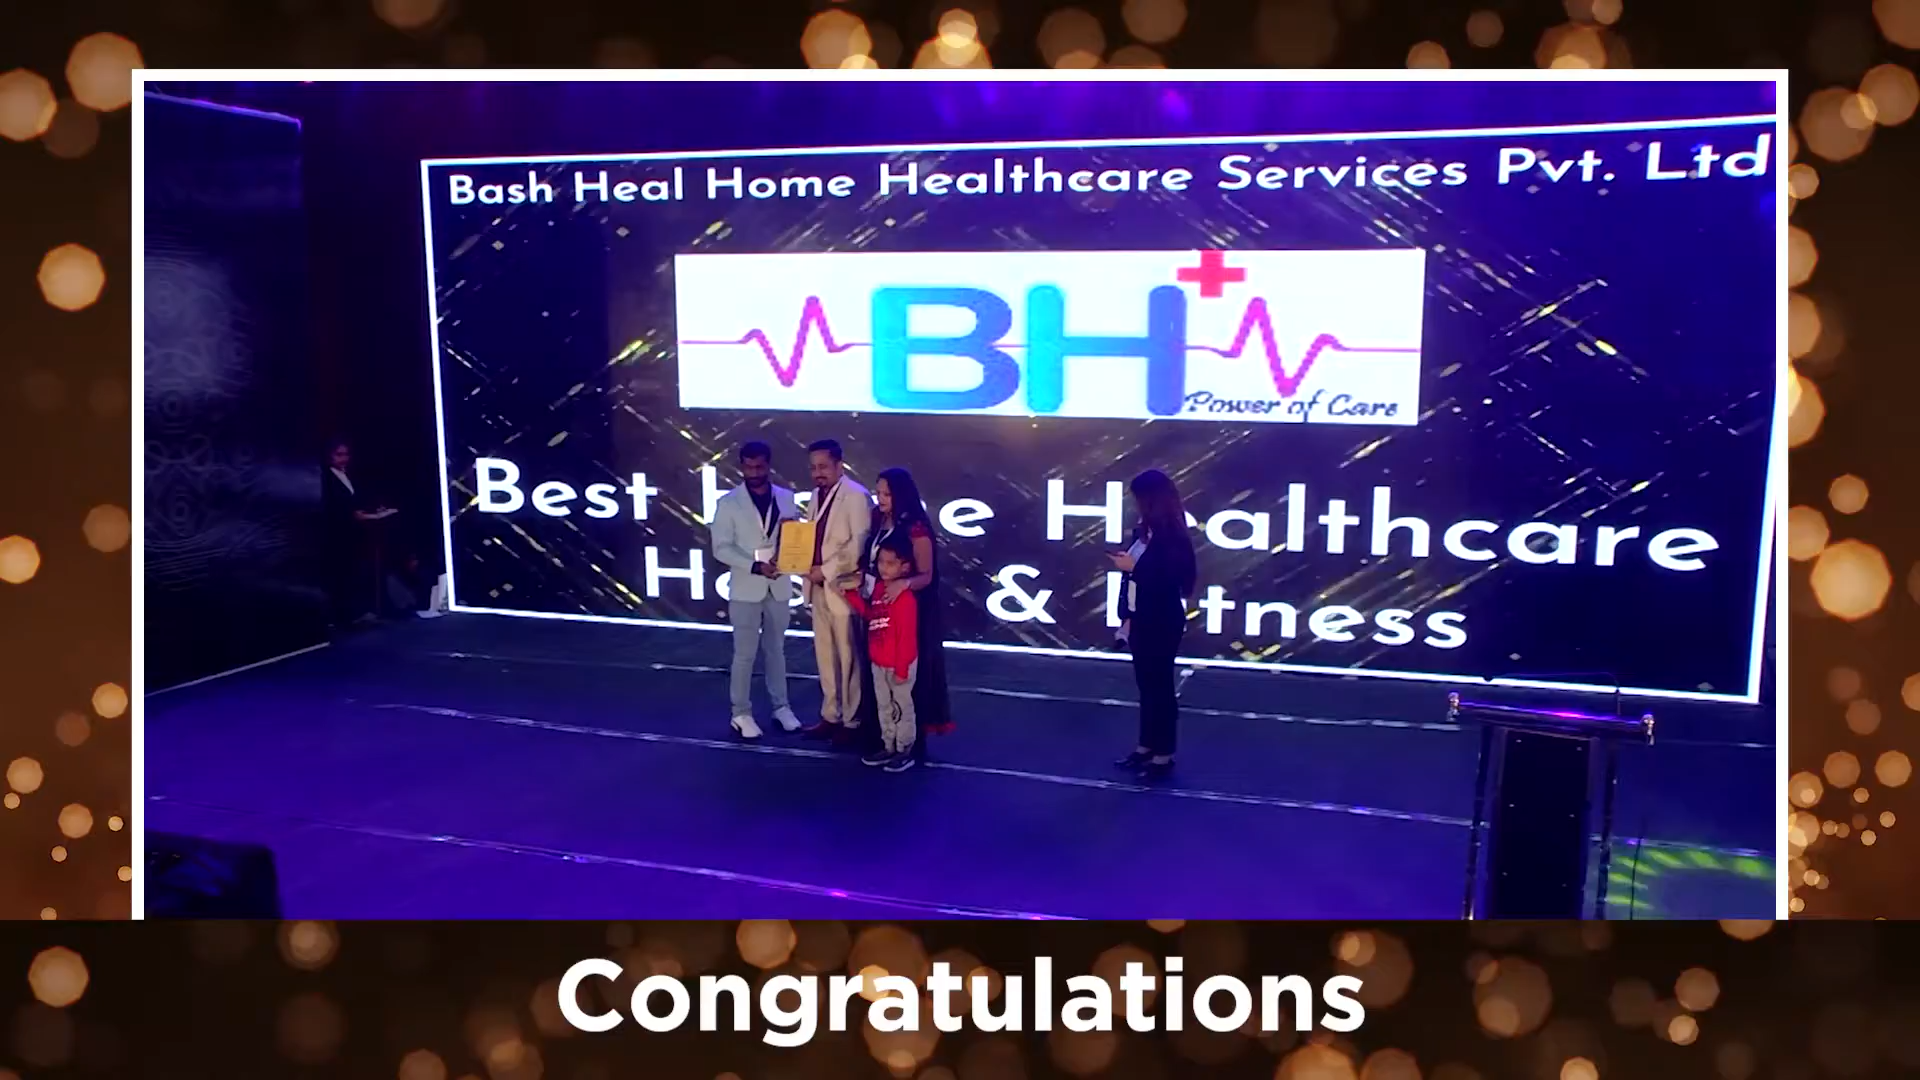 Bash Heal Home Healthcare Services Pvt. Ltd
BH
Power of Care
Best Healthcare
& 
Congratulations